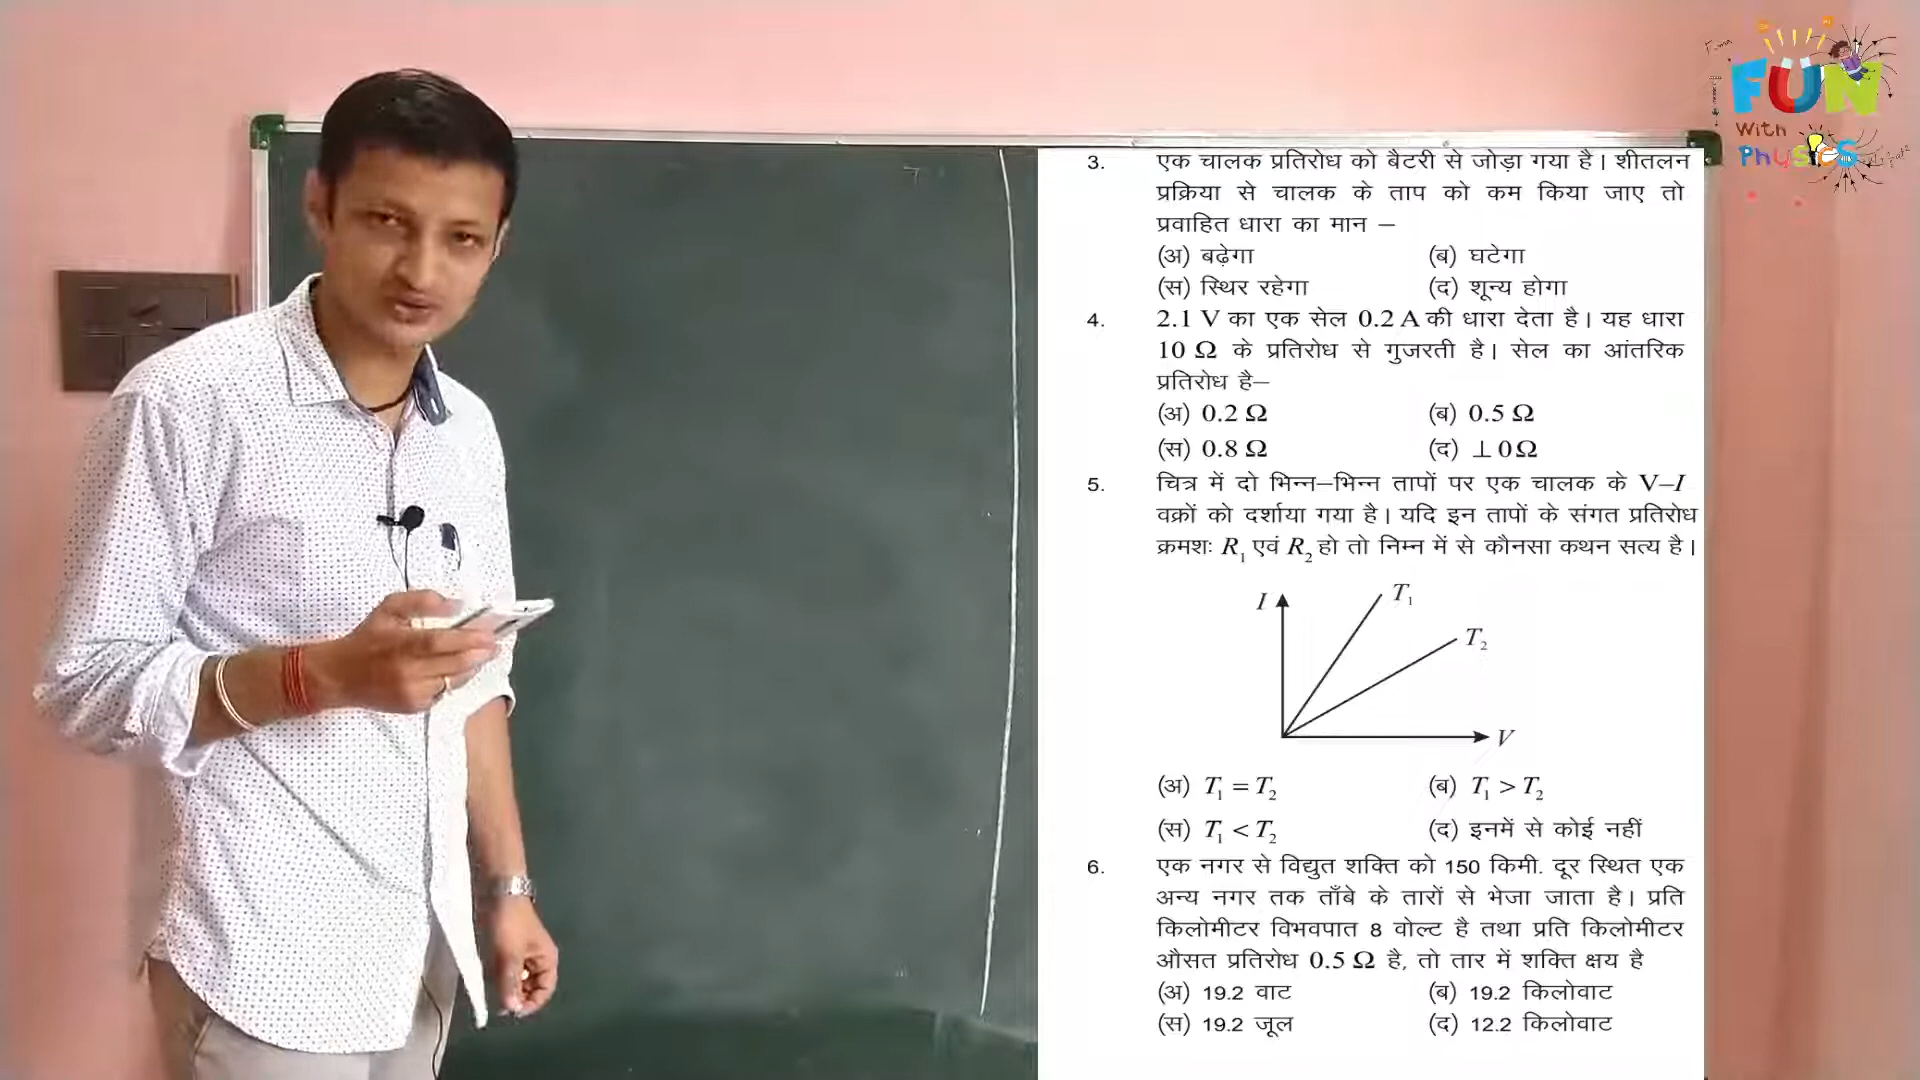 FUN
With
Physics
3. एक चालक प्रतिरोध को बैटरी से जोड़ा गया है। शीतलन
प्रक्रिया से चालक के ताप को कम किया जाए तो
प्रवाहित धारा का मान –
(अ) बढ़ेगा (ब) घटेगा
(स) स्थिर रहेगा (द) शून्य होगा
4. 2.1 V का एक सेल 0.2 A की धारा देता है। यह धारा
10 Ω के प्रतिरोध से गुजरती है। सेल का आंतरिक
प्रतिरोध है–
(अ) 0.2 Ω (ब) 0.5 Ω
(स) 0.8 Ω (द) ⊥0Ω
5. चित्र में दो भिन्न–भिन्न तापों पर एक चालक के V–I
वक्रों को दर्शाया गया है। यदि इन तापों के संगत प्रतिरोध
क्रमशः R₁ एवं R₂ हो तो निम्न में से कौनसा कथन सत्य है।
I T₁
T₂
V
(अ) T₁ = T₂ (ब) T₁ > T₂
(स) T₁ < T₂ (द) इनमें से कोई नहीं
6. एक नगर से विद्युत शक्ति को 150 किमी. दूर स्थित एक
अन्य नगर तक ताँबे के तारों से भेजा जाता है। प्रति
किलोमीटर विभवपात 8 वोल्ट है तथा प्रति किलोमीटर
औसत प्रतिरोध 0.5 Ω है, तो तार में शक्ति क्षय है
(अ) 19.2 वाट (ब) 19.2 किलोवाट
(स) 19.2 जूल (द) 12.2 किलोवाट